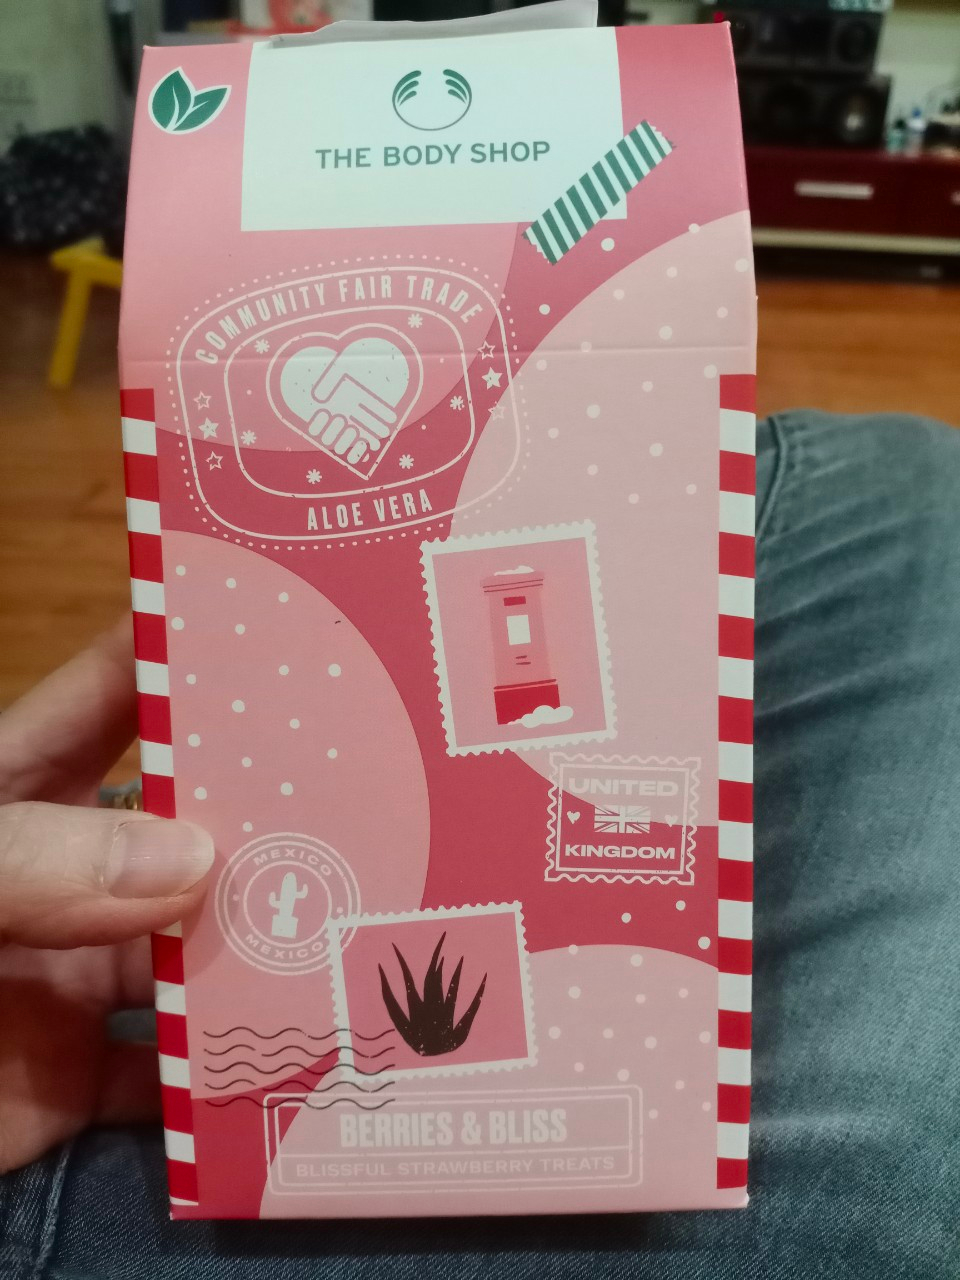 THE BODY SHOP
COMMUNITY FAIR TRADE
ALOE VERA
UNITED
KINGDOM
MEXICO
MEXICO
BERRIES & BLISS
BLISSFUL STRAWBERRY TREATS